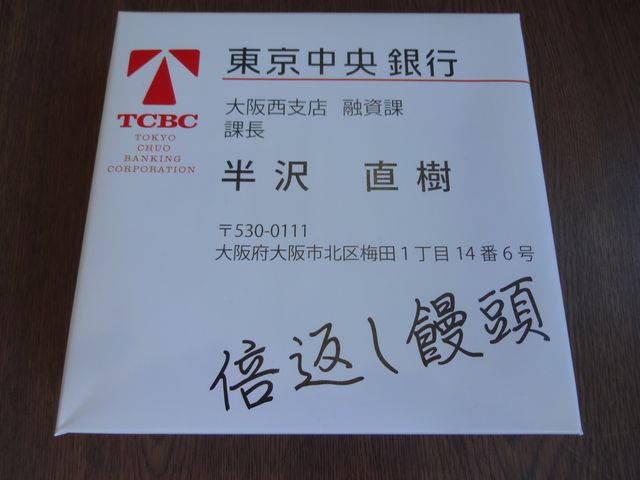 TCBC
TOKYO
CHUO
BANKING
CORPORATION
東京中央銀行
大阪西支店 融資課
課長
半沢 直樹
〒530-0111
大阪府大阪市北区梅田1丁目14番6号
倍返し饅頭